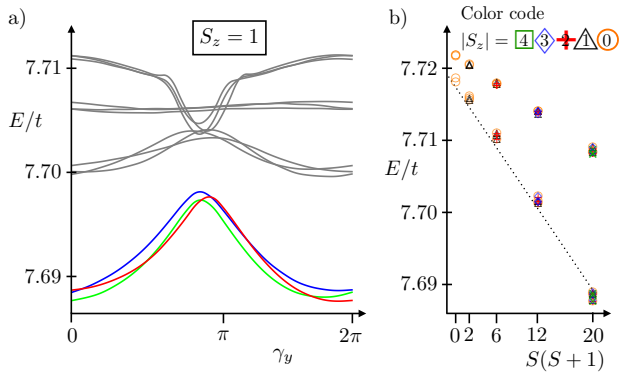 a)
S_z = 1
7.71
E/t
7.70
7.69
0
π
2π
γ_y
b)
Color code
|S_z| = 4 3 2 1 0
7.72
7.71
E/t
7.70
7.69
0 2 6 12 20
S(S + 1)